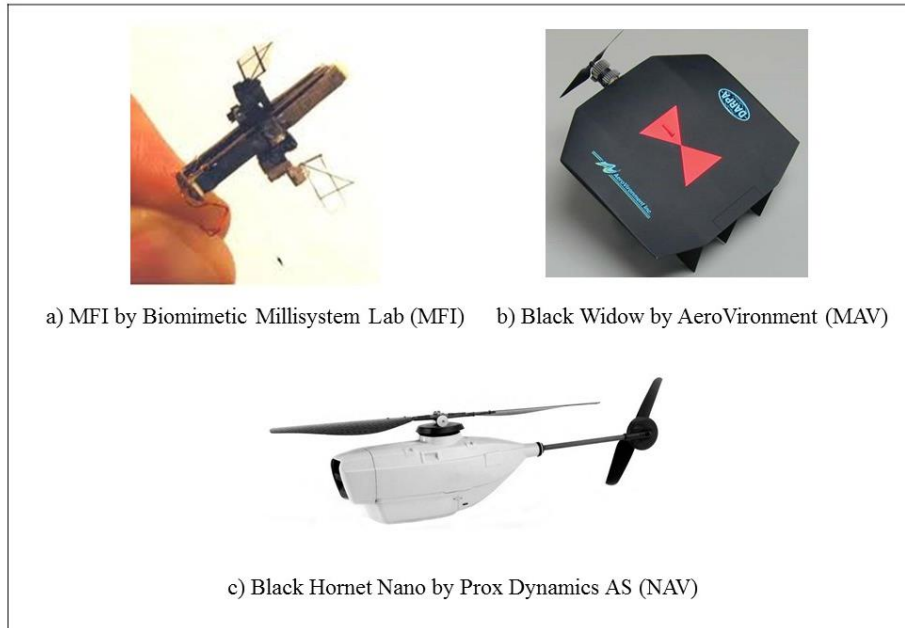 DARPA
AeroVironment Inc.
a) MFI by Biomimetic Millisystem Lab (MFI)
b) Black Widow by AeroVironment (MAV)
c) Black Hornet Nano by Prox Dynamics AS (NAV)